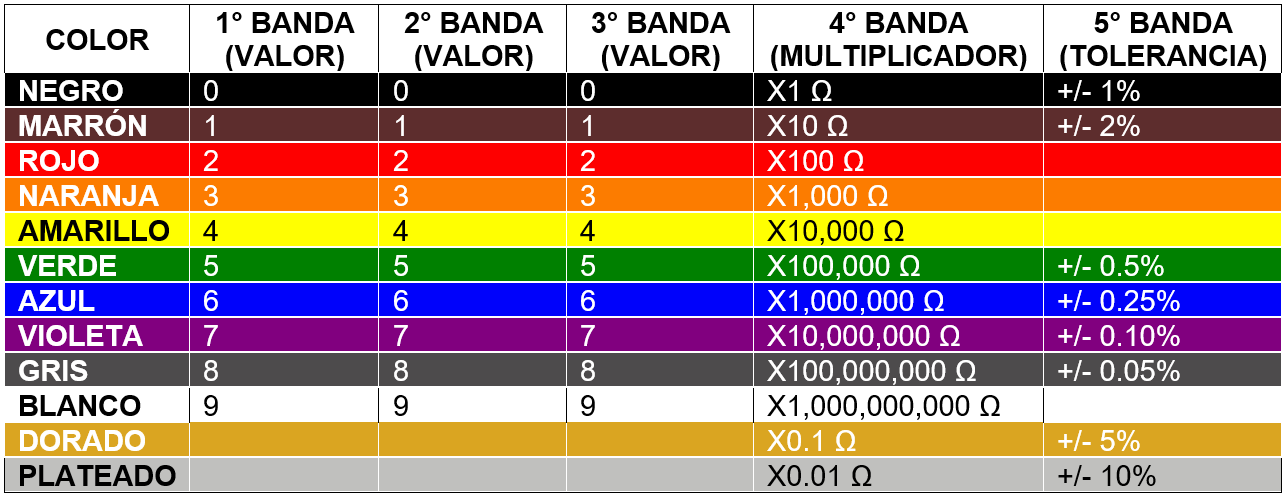 COLOR 1° BANDA (VALOR) 2° BANDA (VALOR) 3° BANDA (VALOR) 4° BANDA (MULTIPLICADOR) 5° BANDA (TOLERANCIA)
NEGRO 0 0 0 X1 Ω +/- 1%
MARRÓN 1 1 1 X10 Ω +/- 2%
ROJO 2 2 2 X100 Ω
NARANJA 3 3 3 X1,000 Ω
AMARILLO 4 4 4 X10,000 Ω
VERDE 5 5 5 X100,000 Ω +/- 0.5%
AZUL 6 6 6 X1,000,000 Ω +/- 0.25%
VIOLETA 7 7 7 X10,000,000 Ω +/- 0.10%
GRIS 8 8 8 X100,000,000 Ω +/- 0.05%
BLANCO 9 9 9 X1,000,000,000 Ω
DORADO X0.1 Ω +/- 5%
PLATEADO X0.01 Ω +/- 10%